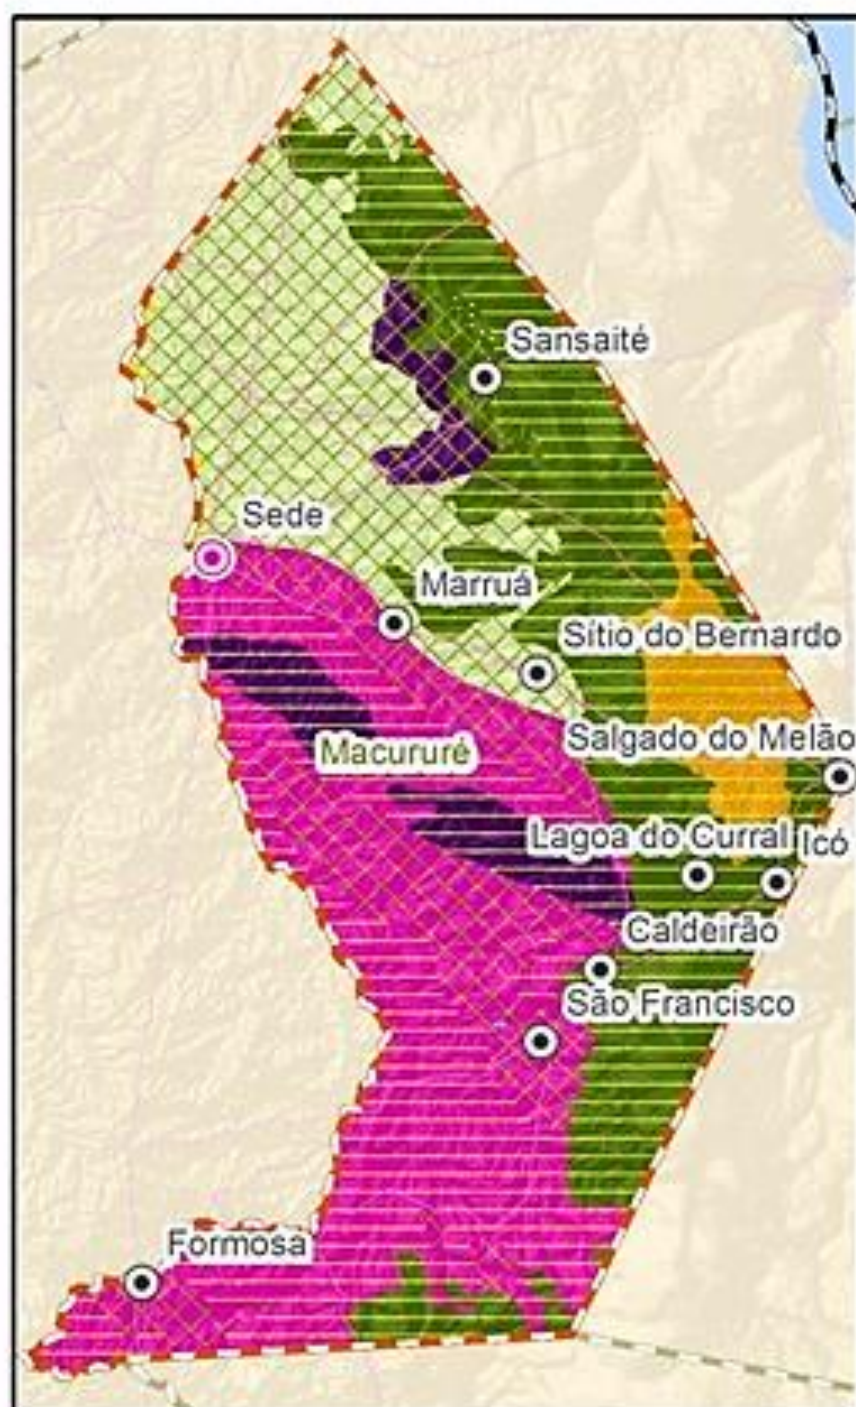 Sansaité
Sede
Marruá
Sítio do Bernardo
Salgado do Melão
Macururé
Lagoa do Curral
Icó
Caldeirão
São Francisco
Formosa